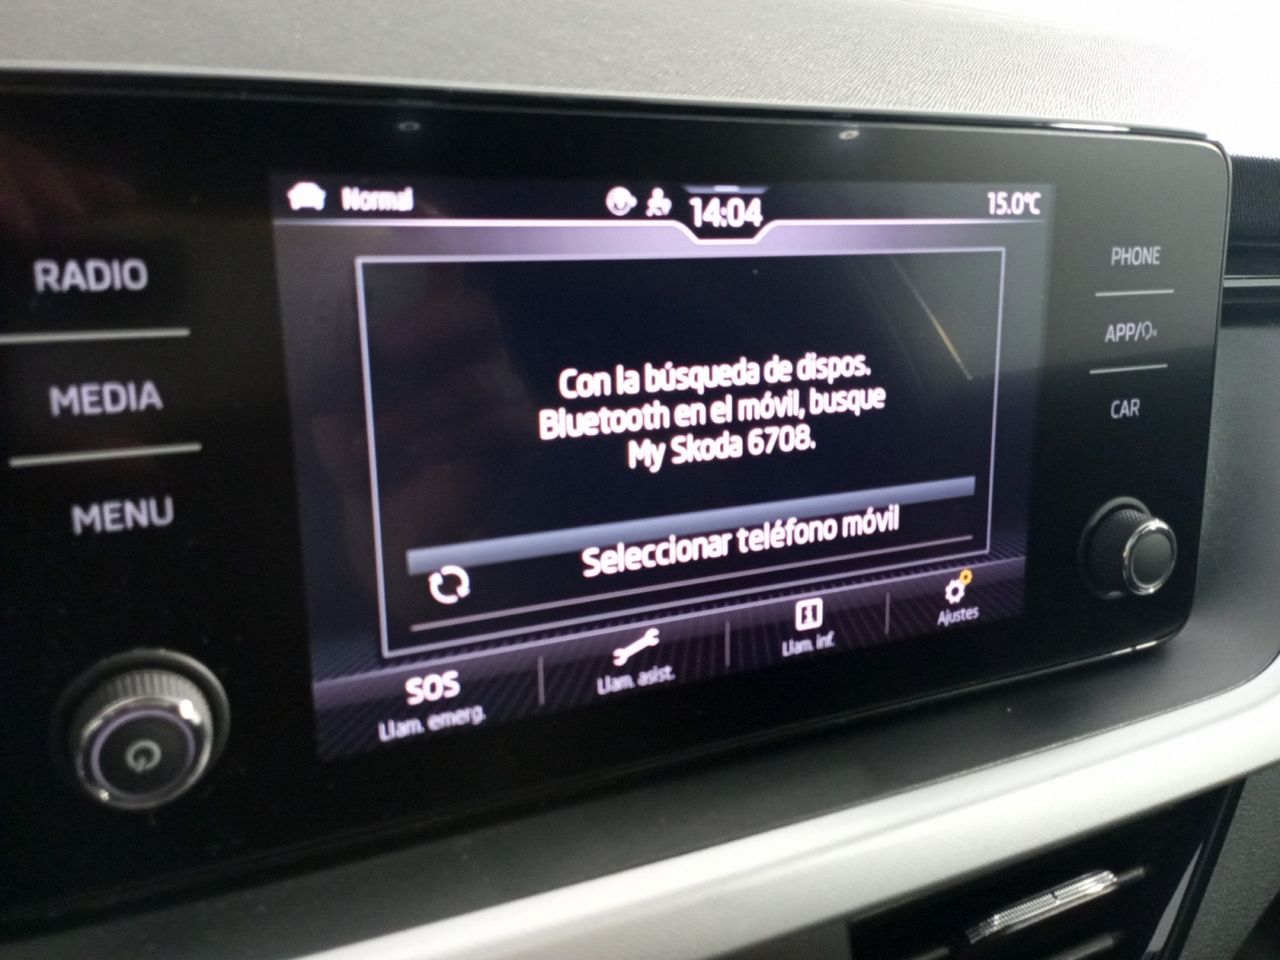 Normal
14:04
15.0°C
RADIO
MEDIA
MENU
Con la búsqueda de dispos.
Bluetooth en el móvil, busque
My Skoda 6708.
Seleccionar teléfono móvil
SOS
Llam. emerg.
Llam. asist.
Llam. inf.
Ajustes
PHONE
APP/
CAR